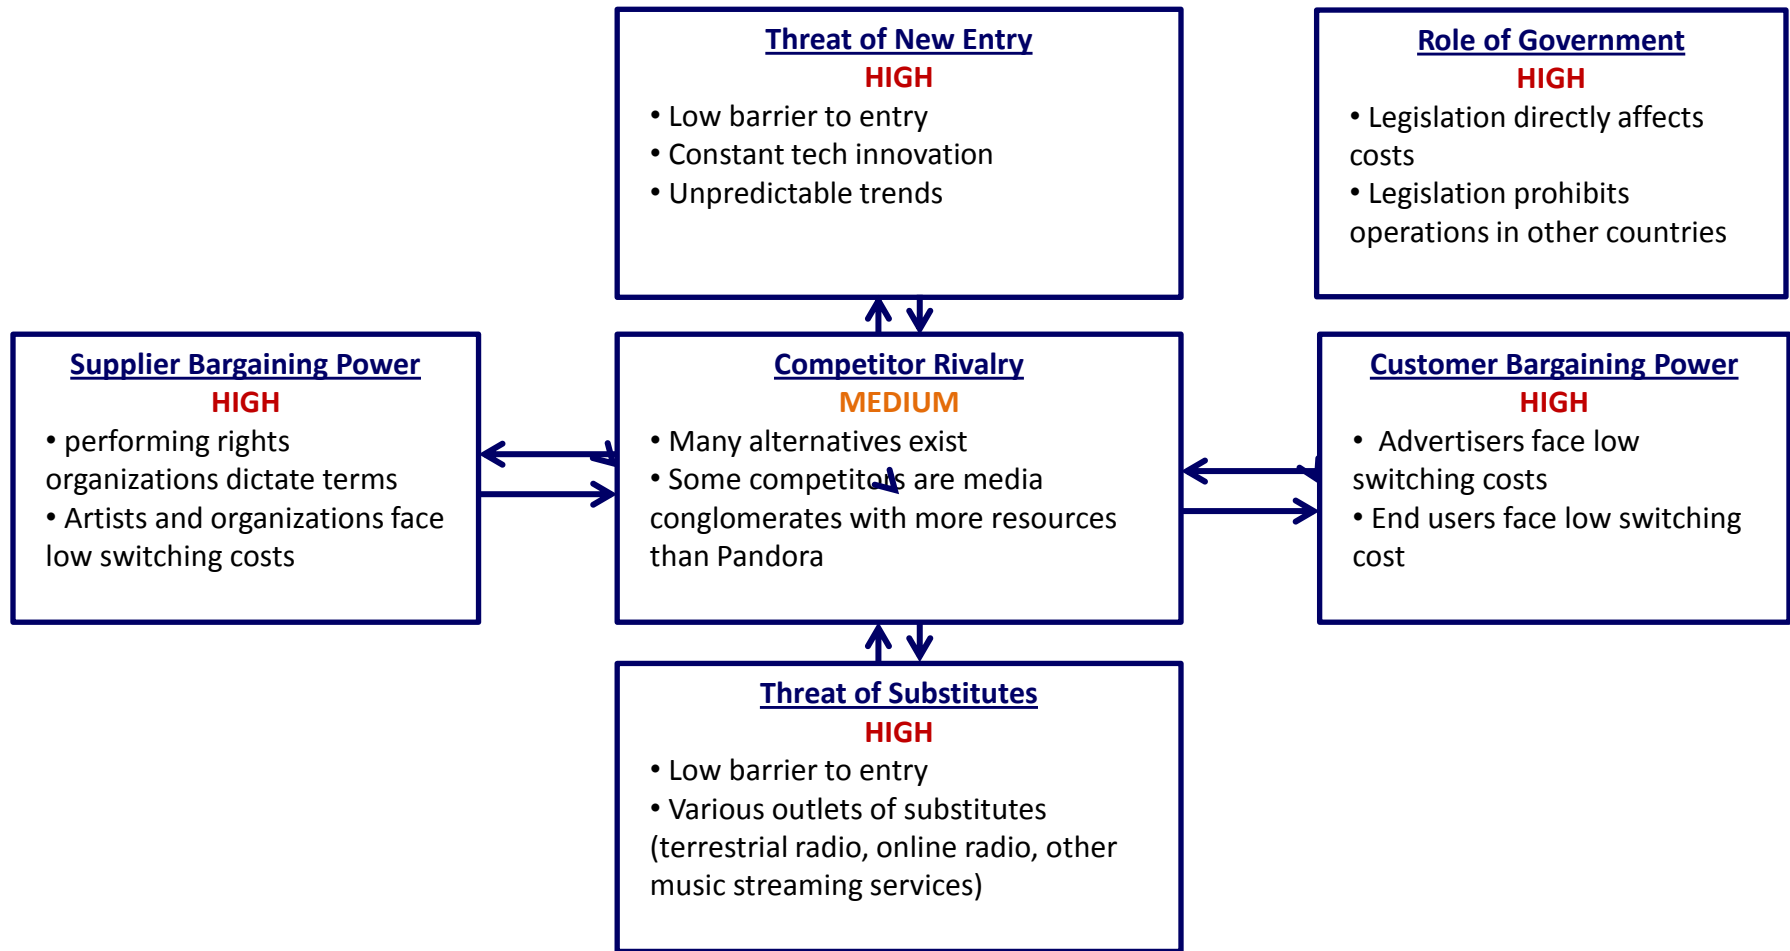 Threat of New Entry
HIGH
• Low barrier to entry
• Constant tech innovation
• Unpredictable trends
Role of Government
HIGH
• Legislation directly affects
costs
• Legislation prohibits
operations in other countries
Supplier Bargaining Power
HIGH
• performing rights
organizations dictate terms
• Artists and organizations face
low switching costs
Competitor Rivalry
MEDIUM
• Many alternatives exist
• Some competitors are media
conglomerates with more resources
than Pandora
Customer Bargaining Power
HIGH
• Advertisers face low
switching costs
• End users face low switching
cost
Threat of Substitutes
HIGH
• Low barrier to entry
• Various outlets of substitutes
(terrestrial radio, online radio, other
music streaming services)